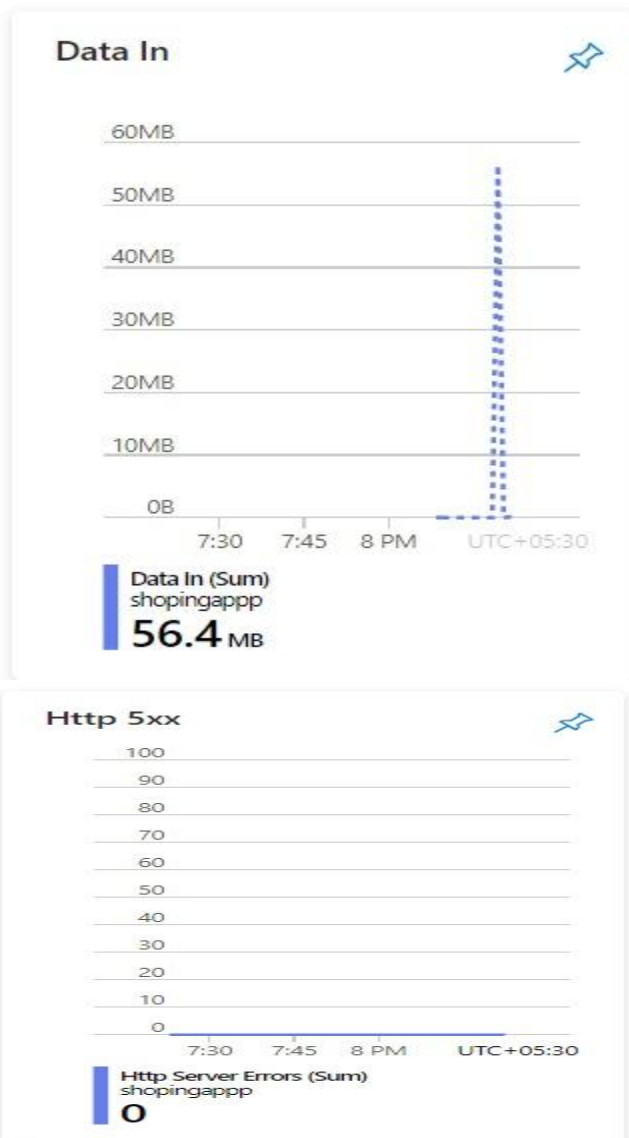 Data In
60MB
50MB
40MB
30MB
20MB
10MB
0B
7:30 7:45 8 PM UTC+05:30
Data In (Sum)
shopingappp
56.4 MB
Http 5xx
100
90
80
70
60
50
40
30
20
10
0
7:30 7:45 8 PM UTC+05:30
Http Server Errors (Sum)
shopingappp
0